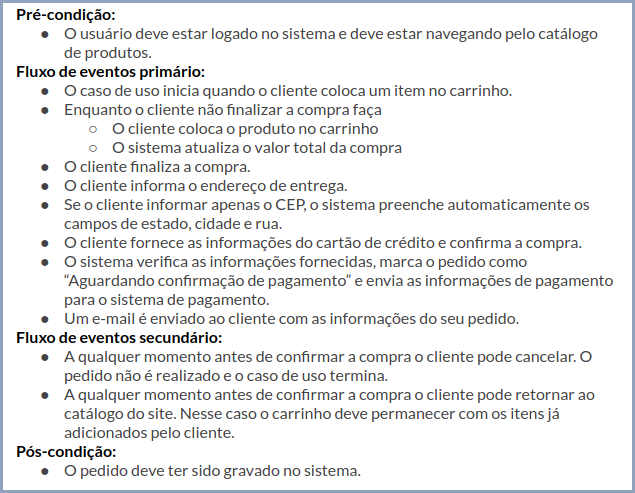 Pré-condição:
● O usuário deve estar logado no sistema e deve estar navegando pelo catálogo
de produtos.
Fluxo de eventos primário:
● O caso de uso inicia quando o cliente coloca um item no carrinho.
● Enquanto o cliente não finalizar a compra faça
○ O cliente coloca o produto no carrinho
○ O sistema atualiza o valor total da compra
● O cliente finaliza a compra.
● O cliente informa o endereço de entrega.
● Se o cliente informar apenas o CEP, o sistema preenche automaticamente os
campos de estado, cidade e rua.
● O cliente fornece as informações do cartão de crédito e confirma a compra.
● O sistema verifica as informações fornecidas, marca o pedido como
“Aguardando confirmação de pagamento” e envia as informações de pagamento
para o sistema de pagamento.
● Um e-mail é enviado ao cliente com as informações do seu pedido.
Fluxo de eventos secundário:
● A qualquer momento antes de confirmar a compra o cliente pode cancelar. O
pedido não é realizado e o caso de uso termina.
● A qualquer momento antes de confirmar a compra o cliente pode retornar ao
catálogo do site. Nesse caso o carrinho deve permanecer com os itens já
adicionados pelo cliente.
Pós-condição:
● O pedido deve ter sido gravado no sistema.